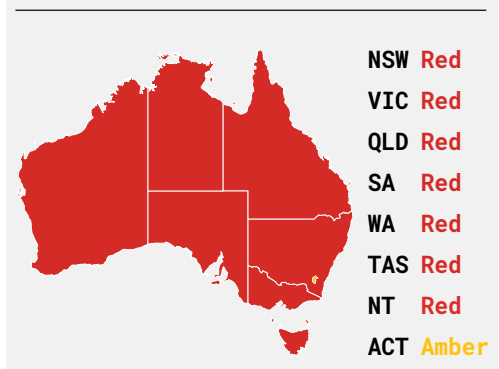 NSW Red
VIC Red
QLD Red
SA Red
WA Red
TAS Red
NT Red
ACT Amber